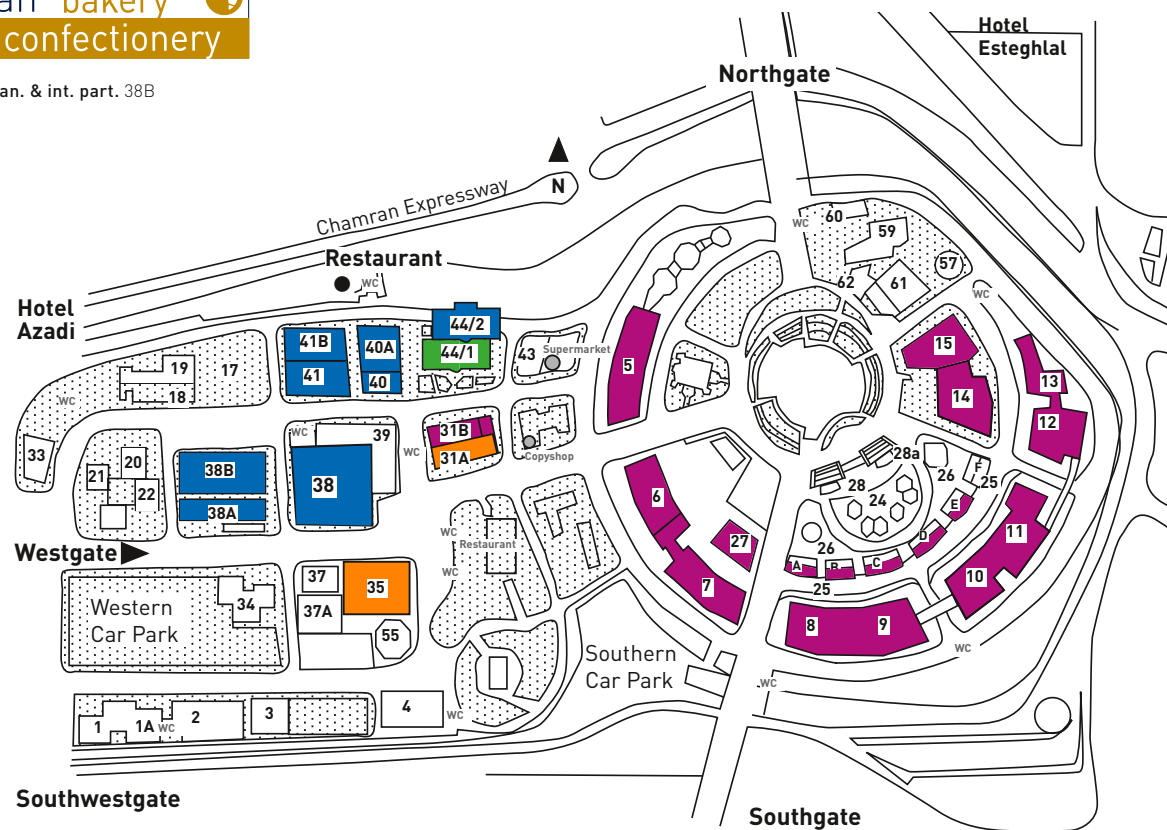 bakery
confectionery
an. & int. part. 38B
Hotel
Esteghlal
Northgate
N
Chamran Expressway
Restaurant
WC
Hotel
Azadi
WC
60
59
57
62
61
WC
44/2
41B
40A
44/1
43
Supermarket
5
15
19
17
41
40
18
14
13
12
WC
31B
39
WC
WC
31A
Copyshop
33
20
21
22
38B
38
38A
28a
28
24
26
F
25
E
6
D
11
27
26
A
B
C
25
10
7
Westgate
WC
Restaurant
WC
37
35
37A
55
34
Western
Car Park
8
9
WC
Southern
Car Park
WC
1
1A
WC
2
3
4
WC
Southwestgate
Southgate